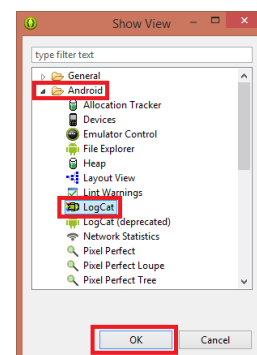 Show View
type filter text
General
Android
Allocation Tracker
Devices
Emulator Control
File Explorer
Heap
Layout View
Lint Warnings
LogCat
LogCat (deprecated)
Network Statistics
Pixel Perfect
Pixel Perfect Loupe
Pixel Perfect Tree
OK Cancel